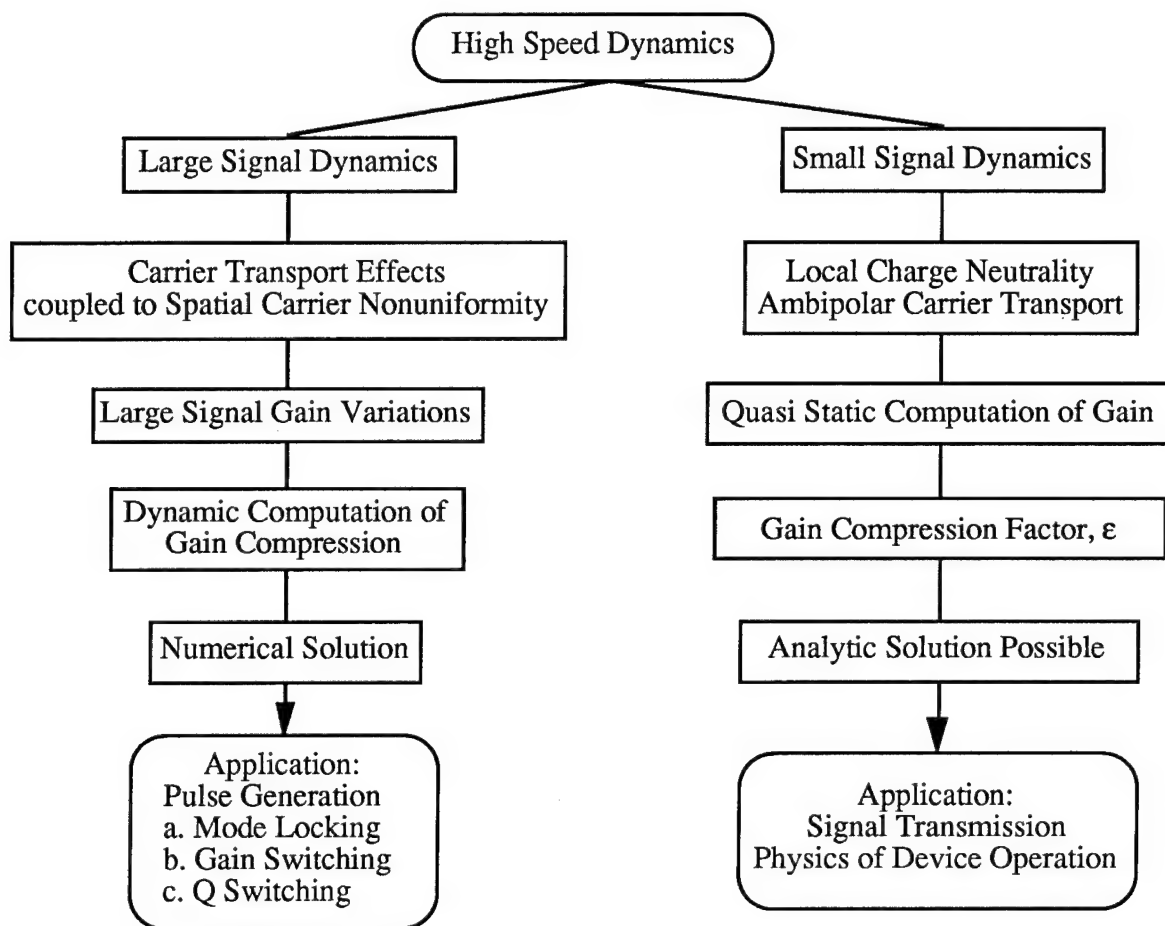 High Speed Dynamics
Large Signal Dynamics
Carrier Transport Effects
coupled to Spatial Carrier Nonuniformity
Large Signal Gain Variations
Dynamic Computation of
Gain Compression
Numerical Solution
Application:
Pulse Generation
a. Mode Locking
b. Gain Switching
c. Q Switching
Small Signal Dynamics
Local Charge Neutrality
Ambipolar Carrier Transport
Quasi Static Computation of Gain
Gain Compression Factor, ε
Analytic Solution Possible
Application:
Signal Transmission
Physics of Device Operation